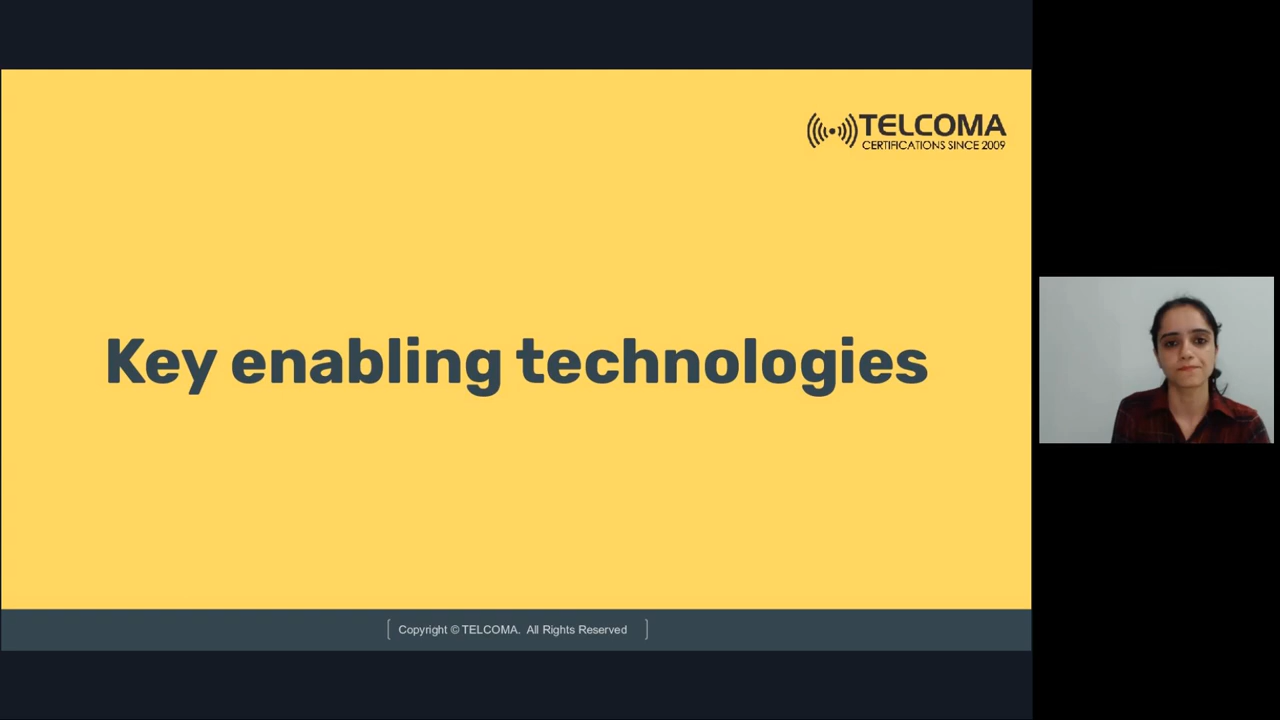 TELCOMA
CERTIFICATIONS SINCE 2009
Key enabling technologies
Copyright © TELCOMA. All Rights Reserved